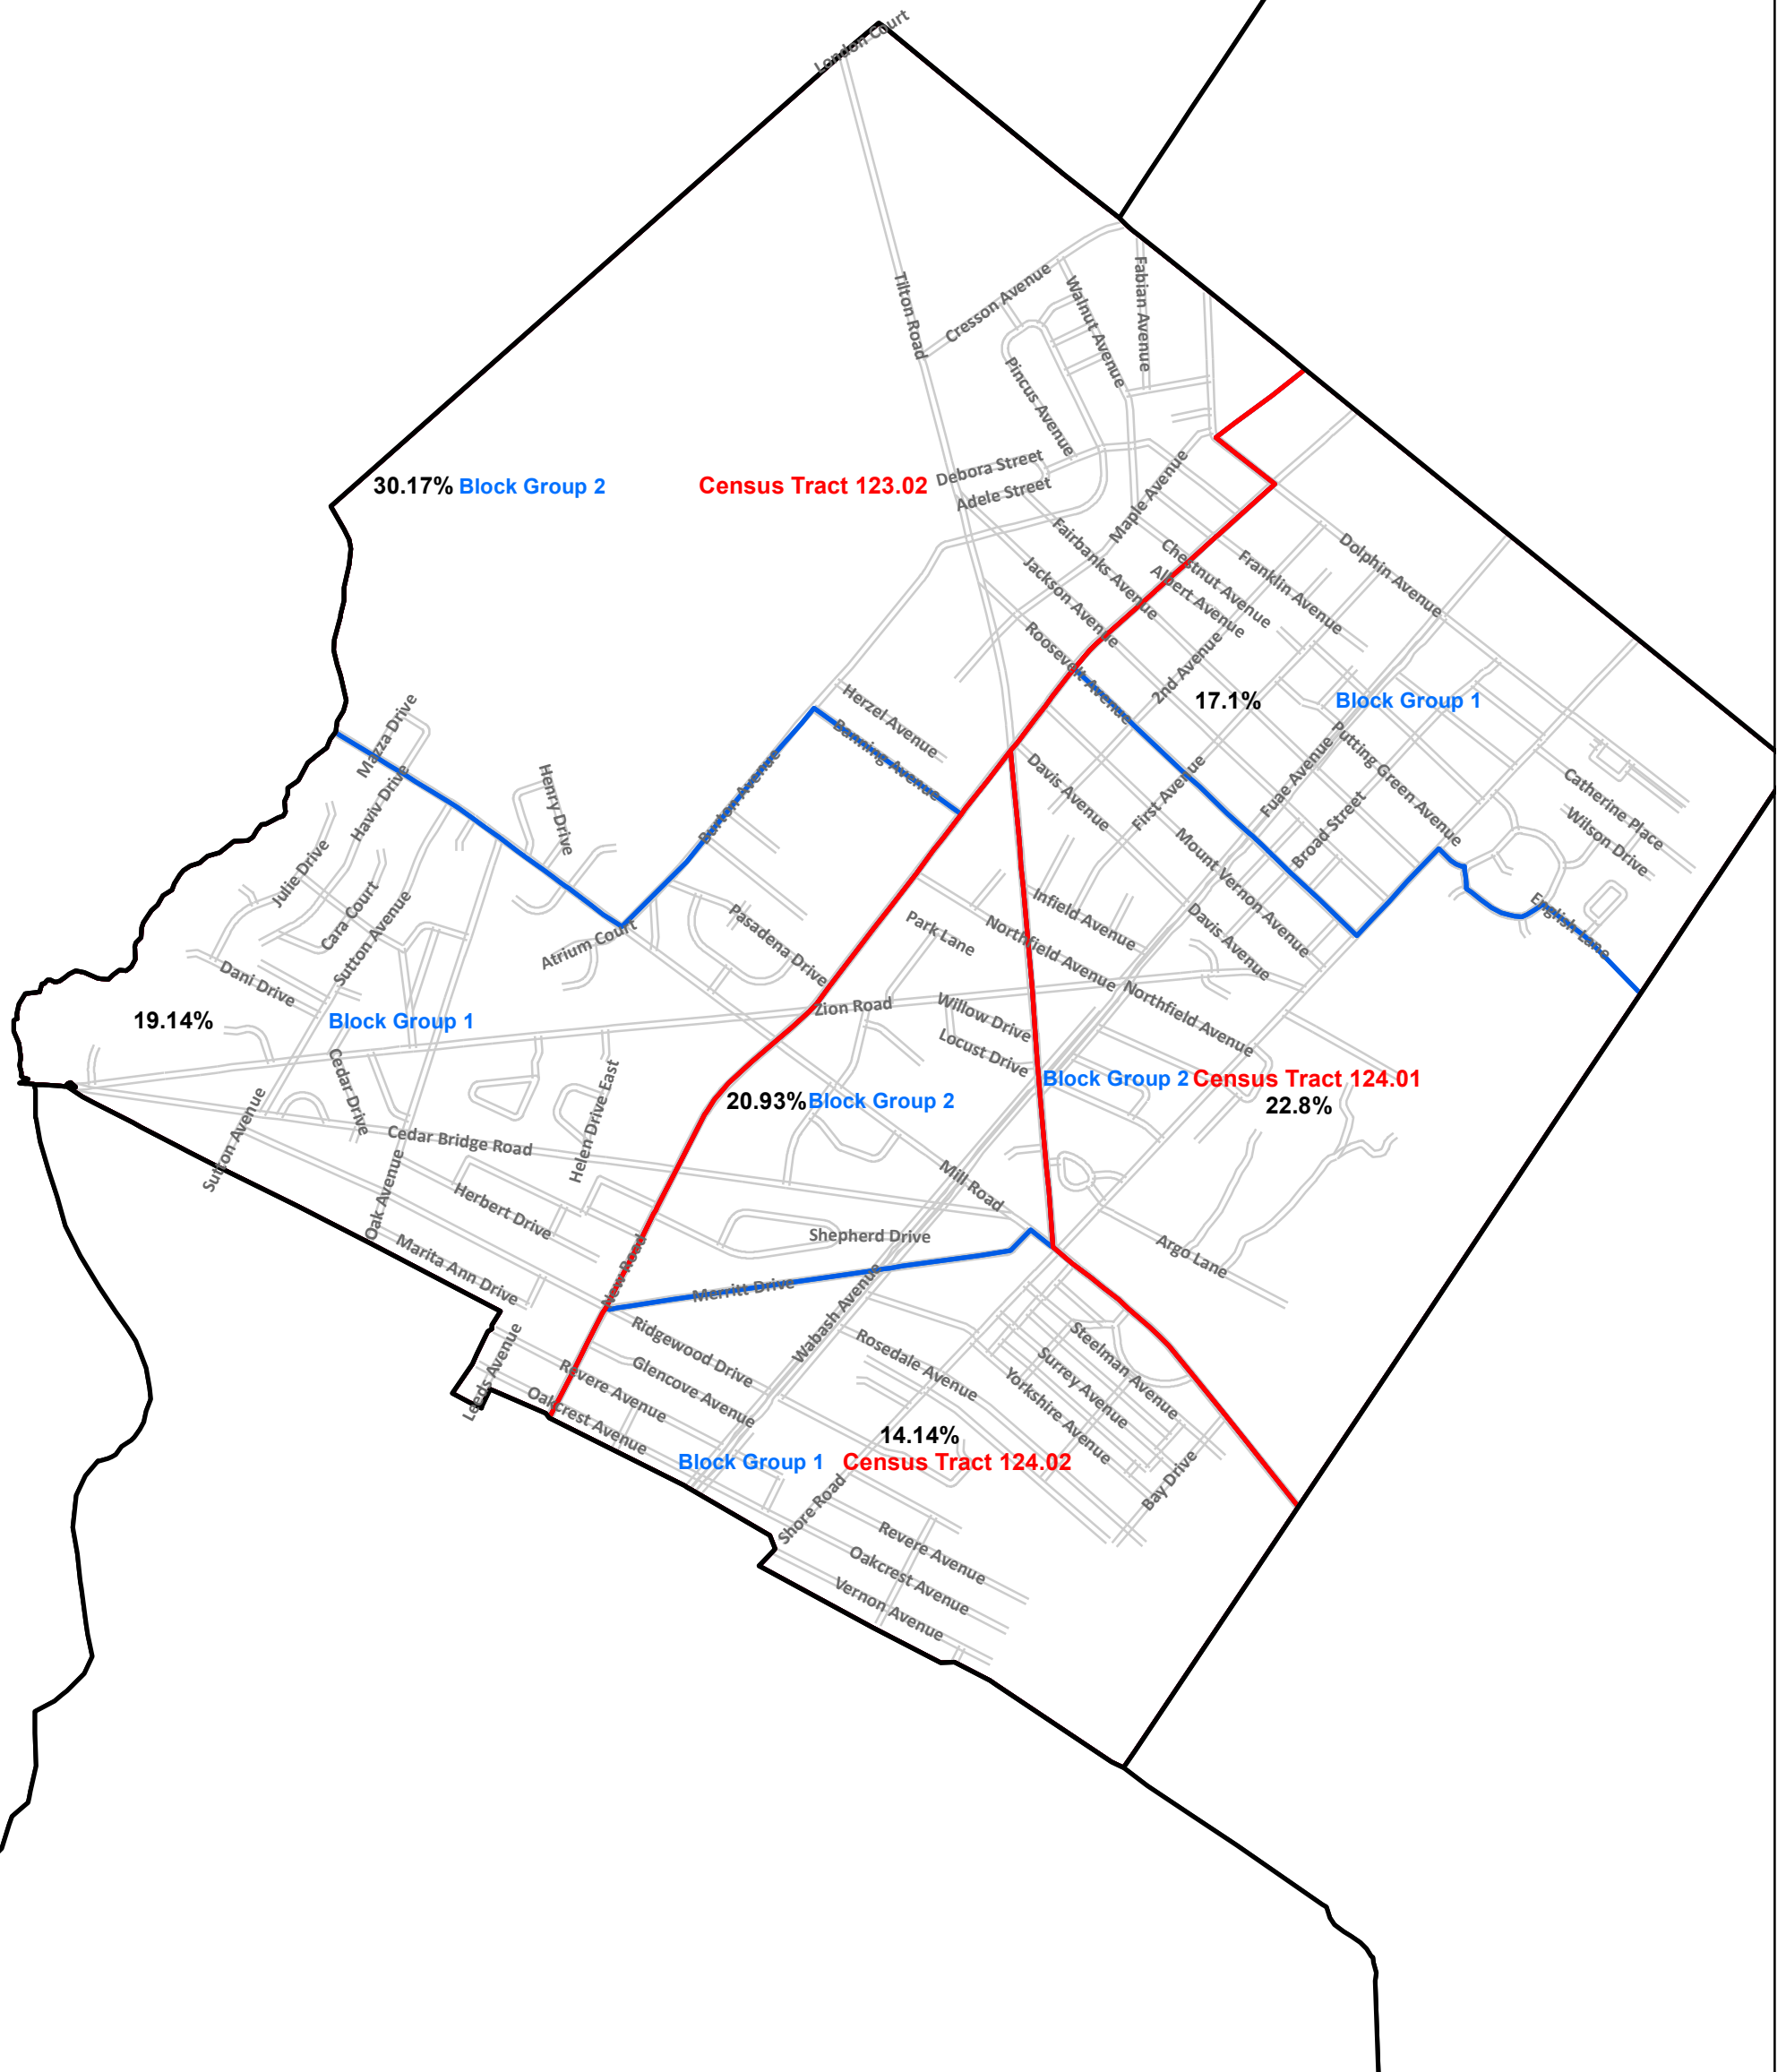 London Court
Tilton Road
Cresson Avenue
Walnut Avenue
Fabian Avenue
Pincus Avenue
Debora Street
Adele Street
30.17% Block Group 2
Census Tract 123.02
Maple Avenue
Fairbanks Avenue
Chestnut Avenue
Albert Avenue
Franklin Avenue
Dolphin Avenue
Jackson Avenue
Roosevelt Avenue
2nd Avenue
17.1%
Block Group 1
Herzel Avenue
Banning Avenue
Burton Avenue
Mazza Drive
Haviv Drive
Henry Drive
Davis Avenue
First Avenue
Fuae Avenue
Putting Green Avenue
Broad Street
Catherine Place
Wilson Drive
Mount Vernon Avenue
Julie Drive
Cara Court
Sutton Avenue
Atrium Court
Pasadena Drive
Park Lane
Infield Avenue
Northfield Avenue
Davis Avenue
English Lane
Dani Drive
Zion Road
Willow Drive
Northfield Avenue
19.14%
Block Group 1
Locust Drive
Cedar Drive
Helen Drive East
20.93% Block Group 2
Block Group 2
Census Tract 124.01
22.8%
Sutton Avenue
Cedar Bridge Road
Oak Avenue
Herbert Drive
Mill Road
Marita Ann Drive
Shepherd Drive
Argo Lane
New Road
Merritt Drive
Wabash Avenue
Leeds Avenue
Ridgewood Drive
Glencove Avenue
Revere Avenue
Oakcrest Avenue
Rosedale Avenue
Steelman Avenue
Surrey Avenue
Yorkshire Avenue
14.14%
Block Group 1
Census Tract 124.02
Bay Drive
Shore Road
Revere Avenue
Oakcrest Avenue
Vernon Avenue